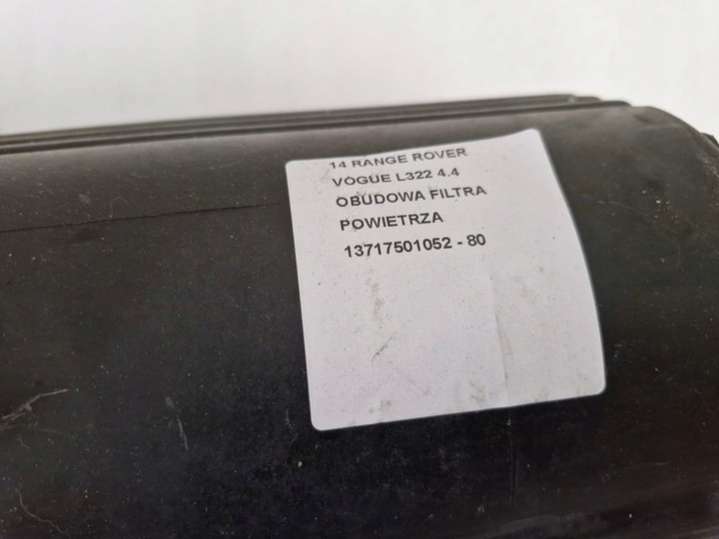 14 RANGE ROVER
VOGUE L322 4.4
OBUDOWA FILTRA
POWIETRZA
13717501052 - 80